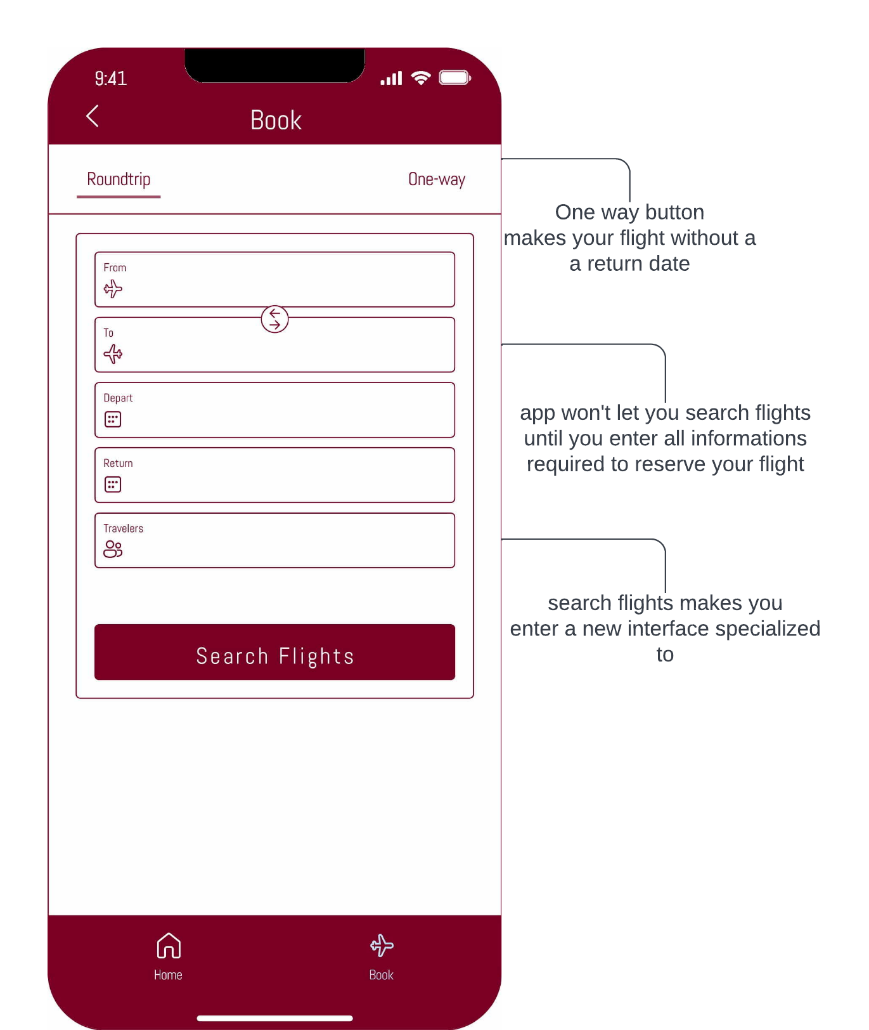 9:41
Book
Roundtrip
One-way
One way button
makes your flight without a
a return date
From
To
Depart
Return
Travelers
app won't let you search flights
until you enter all informations
required to reserve your flight
search flights makes you
enter a new interface specialized
to
Search Flights
Home
Book